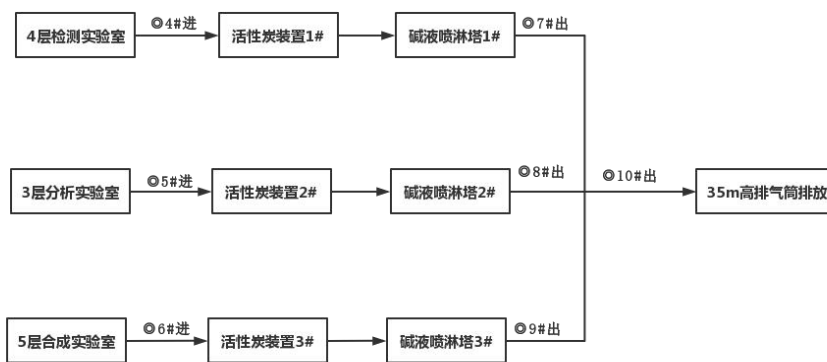 4层检测实验室 ◎4#进 活性炭装置1# 碱液喷淋塔1# ◎7#出
3层分析实验室 ◎5#进 活性炭装置2# 碱液喷淋塔2# ◎8#出 ◎10#出 35m高排气筒排放
5层合成实验室 ◎6#进 活性炭装置3# 碱液喷淋塔3# ◎9#出